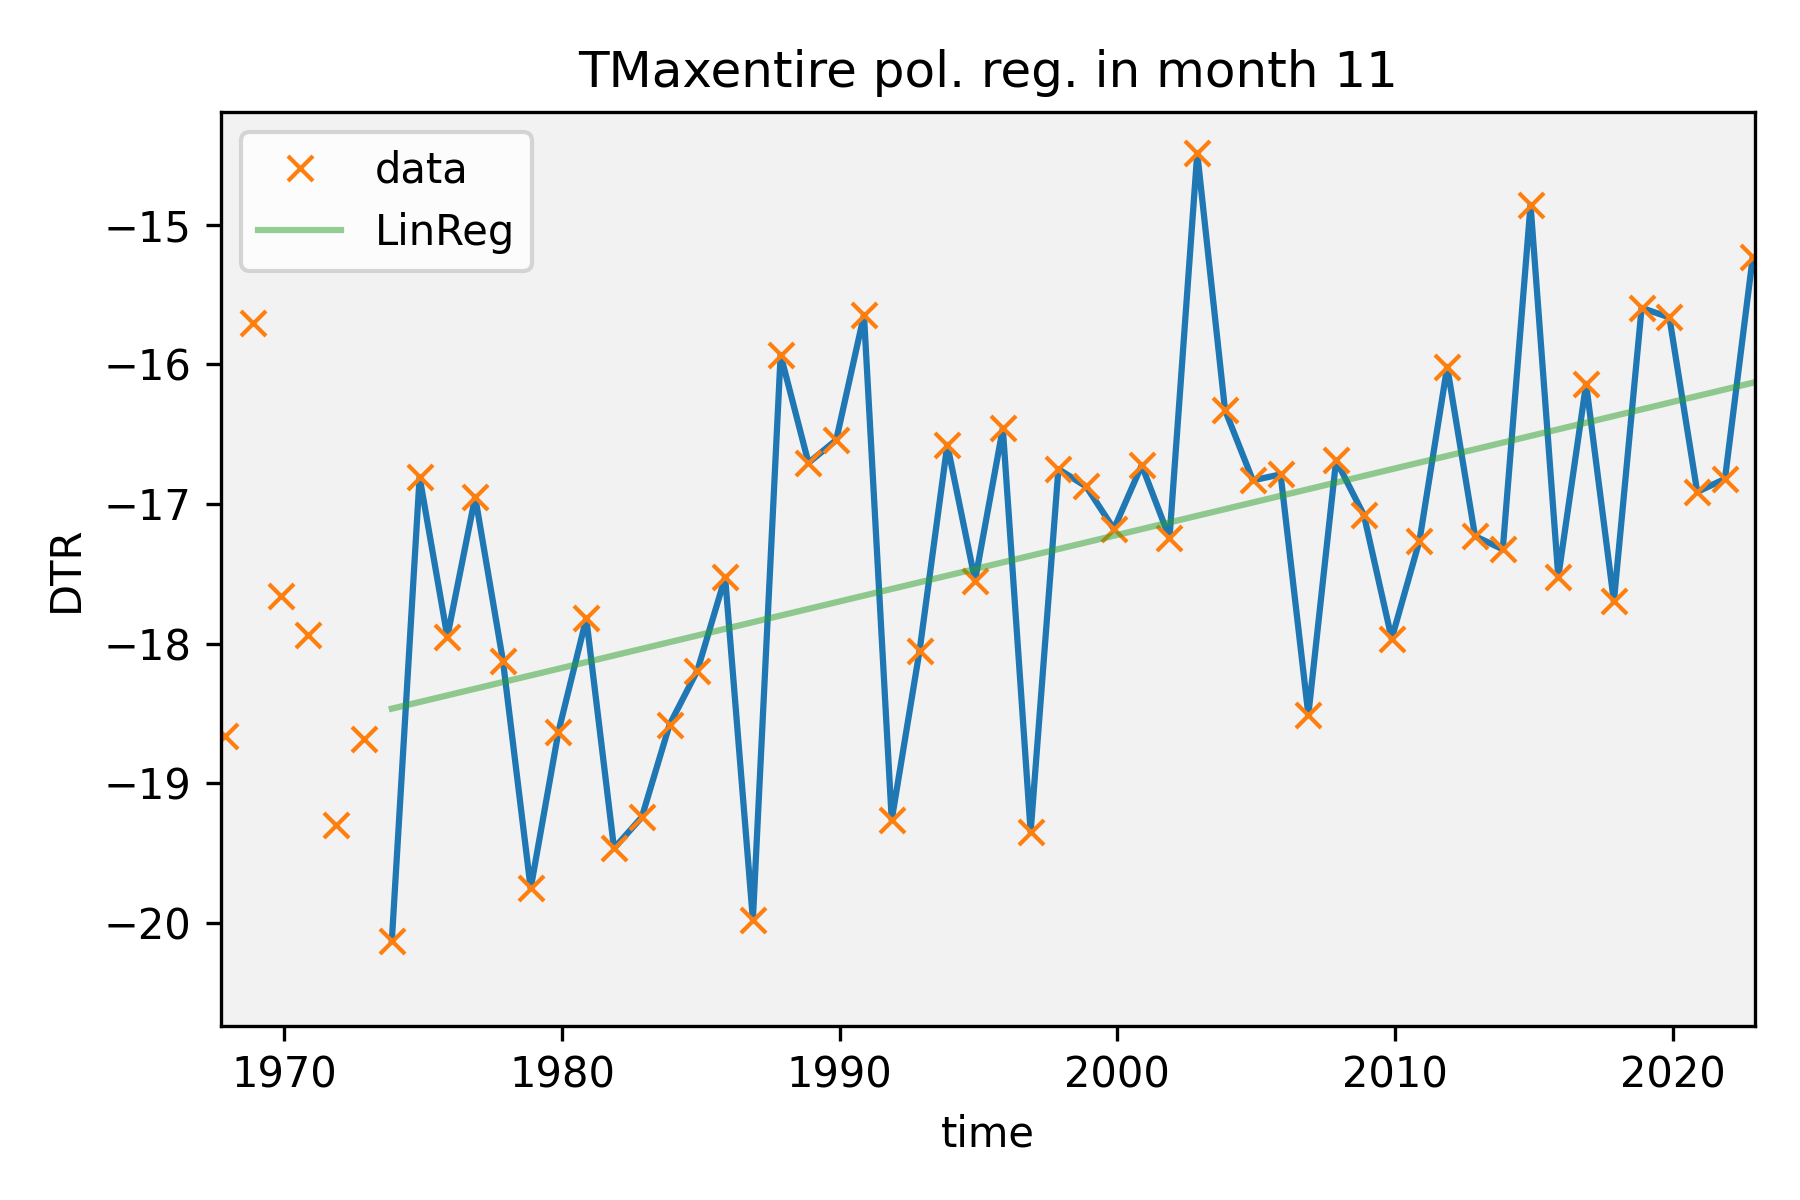 TMaxentire pol. reg. in month 11
data
LinReg
−15
−16
−17
−18
−19
−20
DTR
1970 1980 1990 2000 2010 2020
time